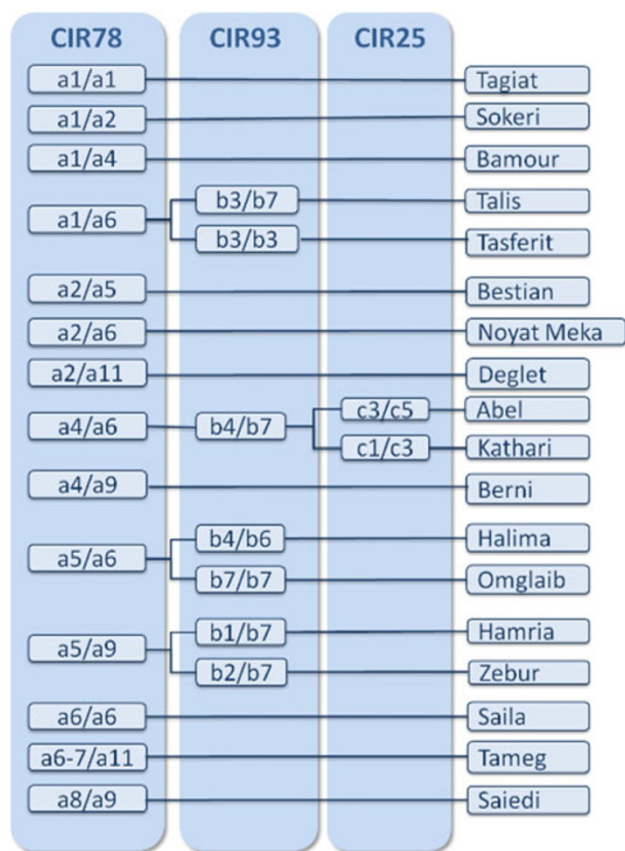 CIR78 CIR93 CIR25
a1/a1 Tagiat
a1/a2 Sokeri
a1/a4 Bamour
b3/b7 Talis
a1/a6
b3/b3 Tasferit
a2/a5 Bestian
a2/a6 Noyat Meka
a2/a11 Deglet
c3/c5 Abel
a4/a6 b4/b7
c1/c3 Kathari
a4/a9 Berni
b4/b6 Halima
a5/a6
b7/b7 Omglaib
b1/b7 Hamria
a5/a9
b2/b7 Zebur
a6/a6 Saila
a6-7/a11 Tameg
a8/a9 Saiedi